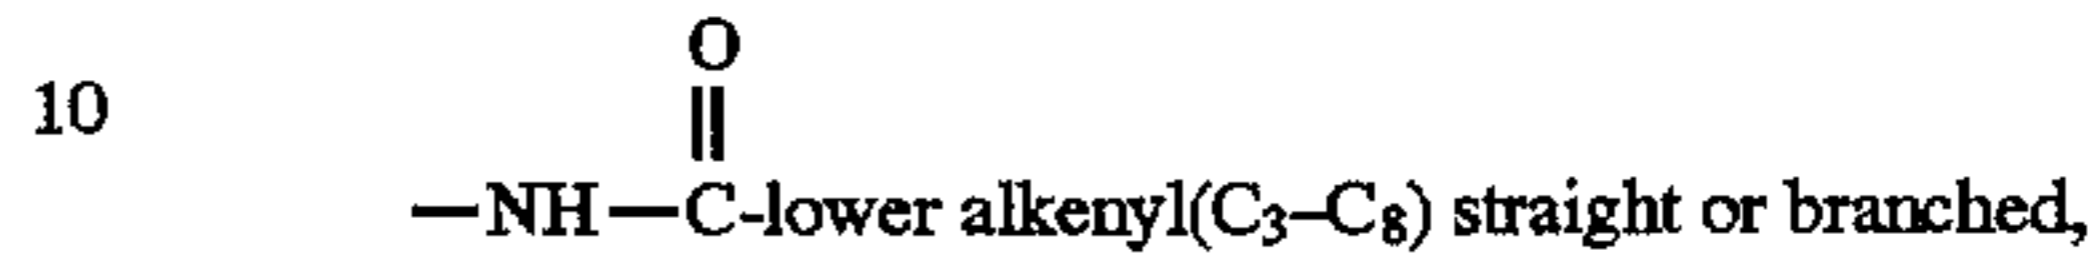 O
10
—NH—C-lower alkenyl(C₃–C₈) straight or branched,